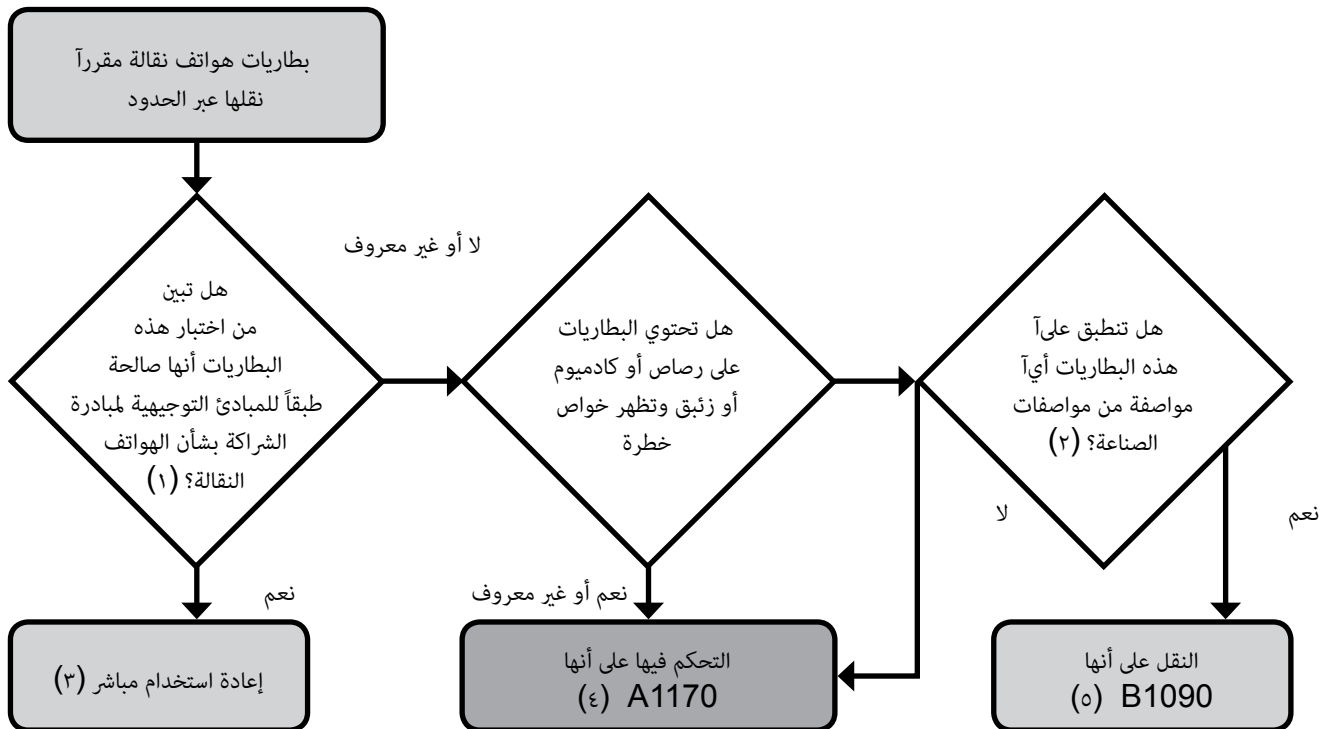 بطاريات هواتف نقالة مقررآ
نقلها عبر الحدود
لا أو غير معروف
هل تبين
من اختبار هذه
البطاريات أنها صالحة
طبقاً للمبادئ التوجيهية لمبادرة
الشراكة بشأن الهواتف
النقالة؟ (١)
هل تحتوي البطاريات
على رصاص أو كادميوم
أو زئبق وتظهر خواص
خطرة
هل تنطبق علىآ
هذه البطاريات أيآ
مواصفة من مواصفات
الصناعة؟ (٢)
نعم
نعم أو غير معروف
لا
نعم
إعادة استخدام مباشر (٣)
التحكم فيها على أنها
A1170 (٤)
النقل على أنها
B1090 (٥)